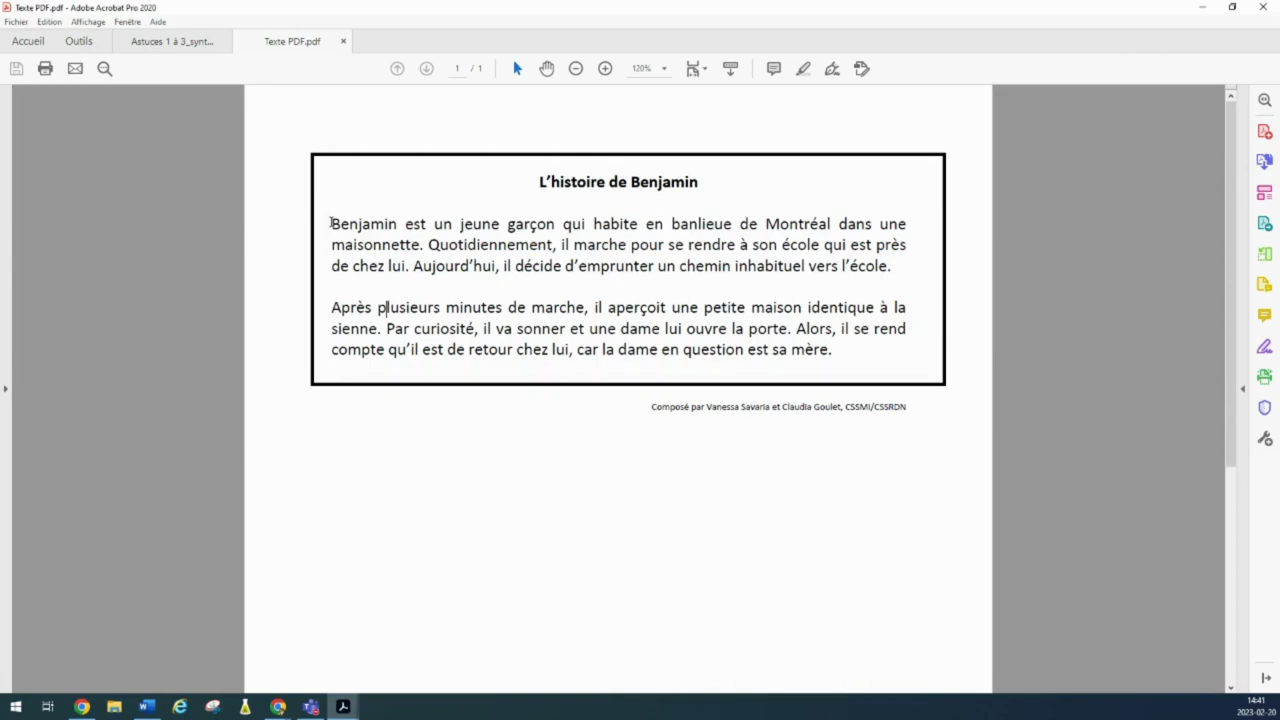 Texte PDF.pdf - Adobe Acrobat Pro 2020
Fichier Edition Affichage Fenêtre Aide
Accueil Outils Astuces 1 à 3_synt... Texte PDF.pdf
1 / 1 120%
L'histoire de Benjamin
Benjamin est un jeune garçon qui habite en banlieue de Montréal dans une
maisonnette. Quotidiennement, il marche pour se rendre à son école qui est près
de chez lui. Aujourd'hui, il décide d'emprunter un chemin inhabituel vers l'école.
Après plusieurs minutes de marche, il aperçoit une petite maison identique à la
sienne. Par curiosité, il va sonner et une dame lui ouvre la porte. Alors, il se rend
compte qu'il est de retour chez lui, car la dame en question est sa mère.
Composé par Vanessa Savaria et Claudia Goulet, CSSMI/CSSRDN
14:41
2023-02-20